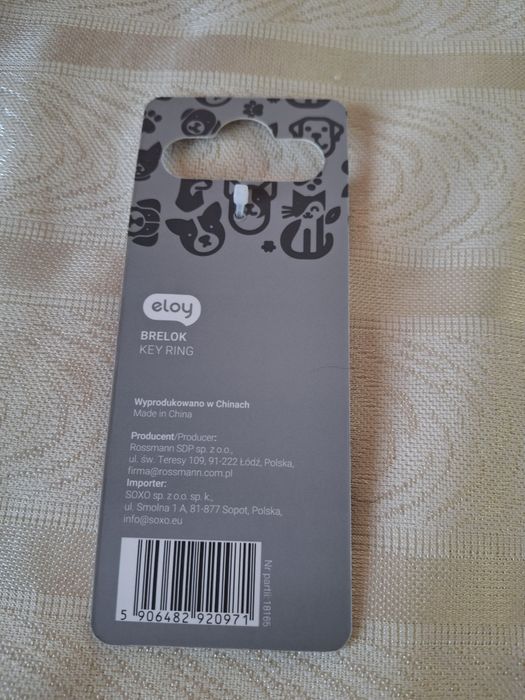 eloy
BRELOK
KEY RING
Wyprodukowano w Chinach
Made in China
Producent/Producer:
Rossmann SDP sp. z o.o.,
ul. św. Teresy 109, 91-222 Łódź, Polska,
firma@rossmann.com.pl
Importer:
SOXO sp. z o.o. sp. k.,
ul. Smolna 1 A, 81-877 Sopot, Polska,
info@soxo.eu
5 906482 920971
Nr partii: 18165